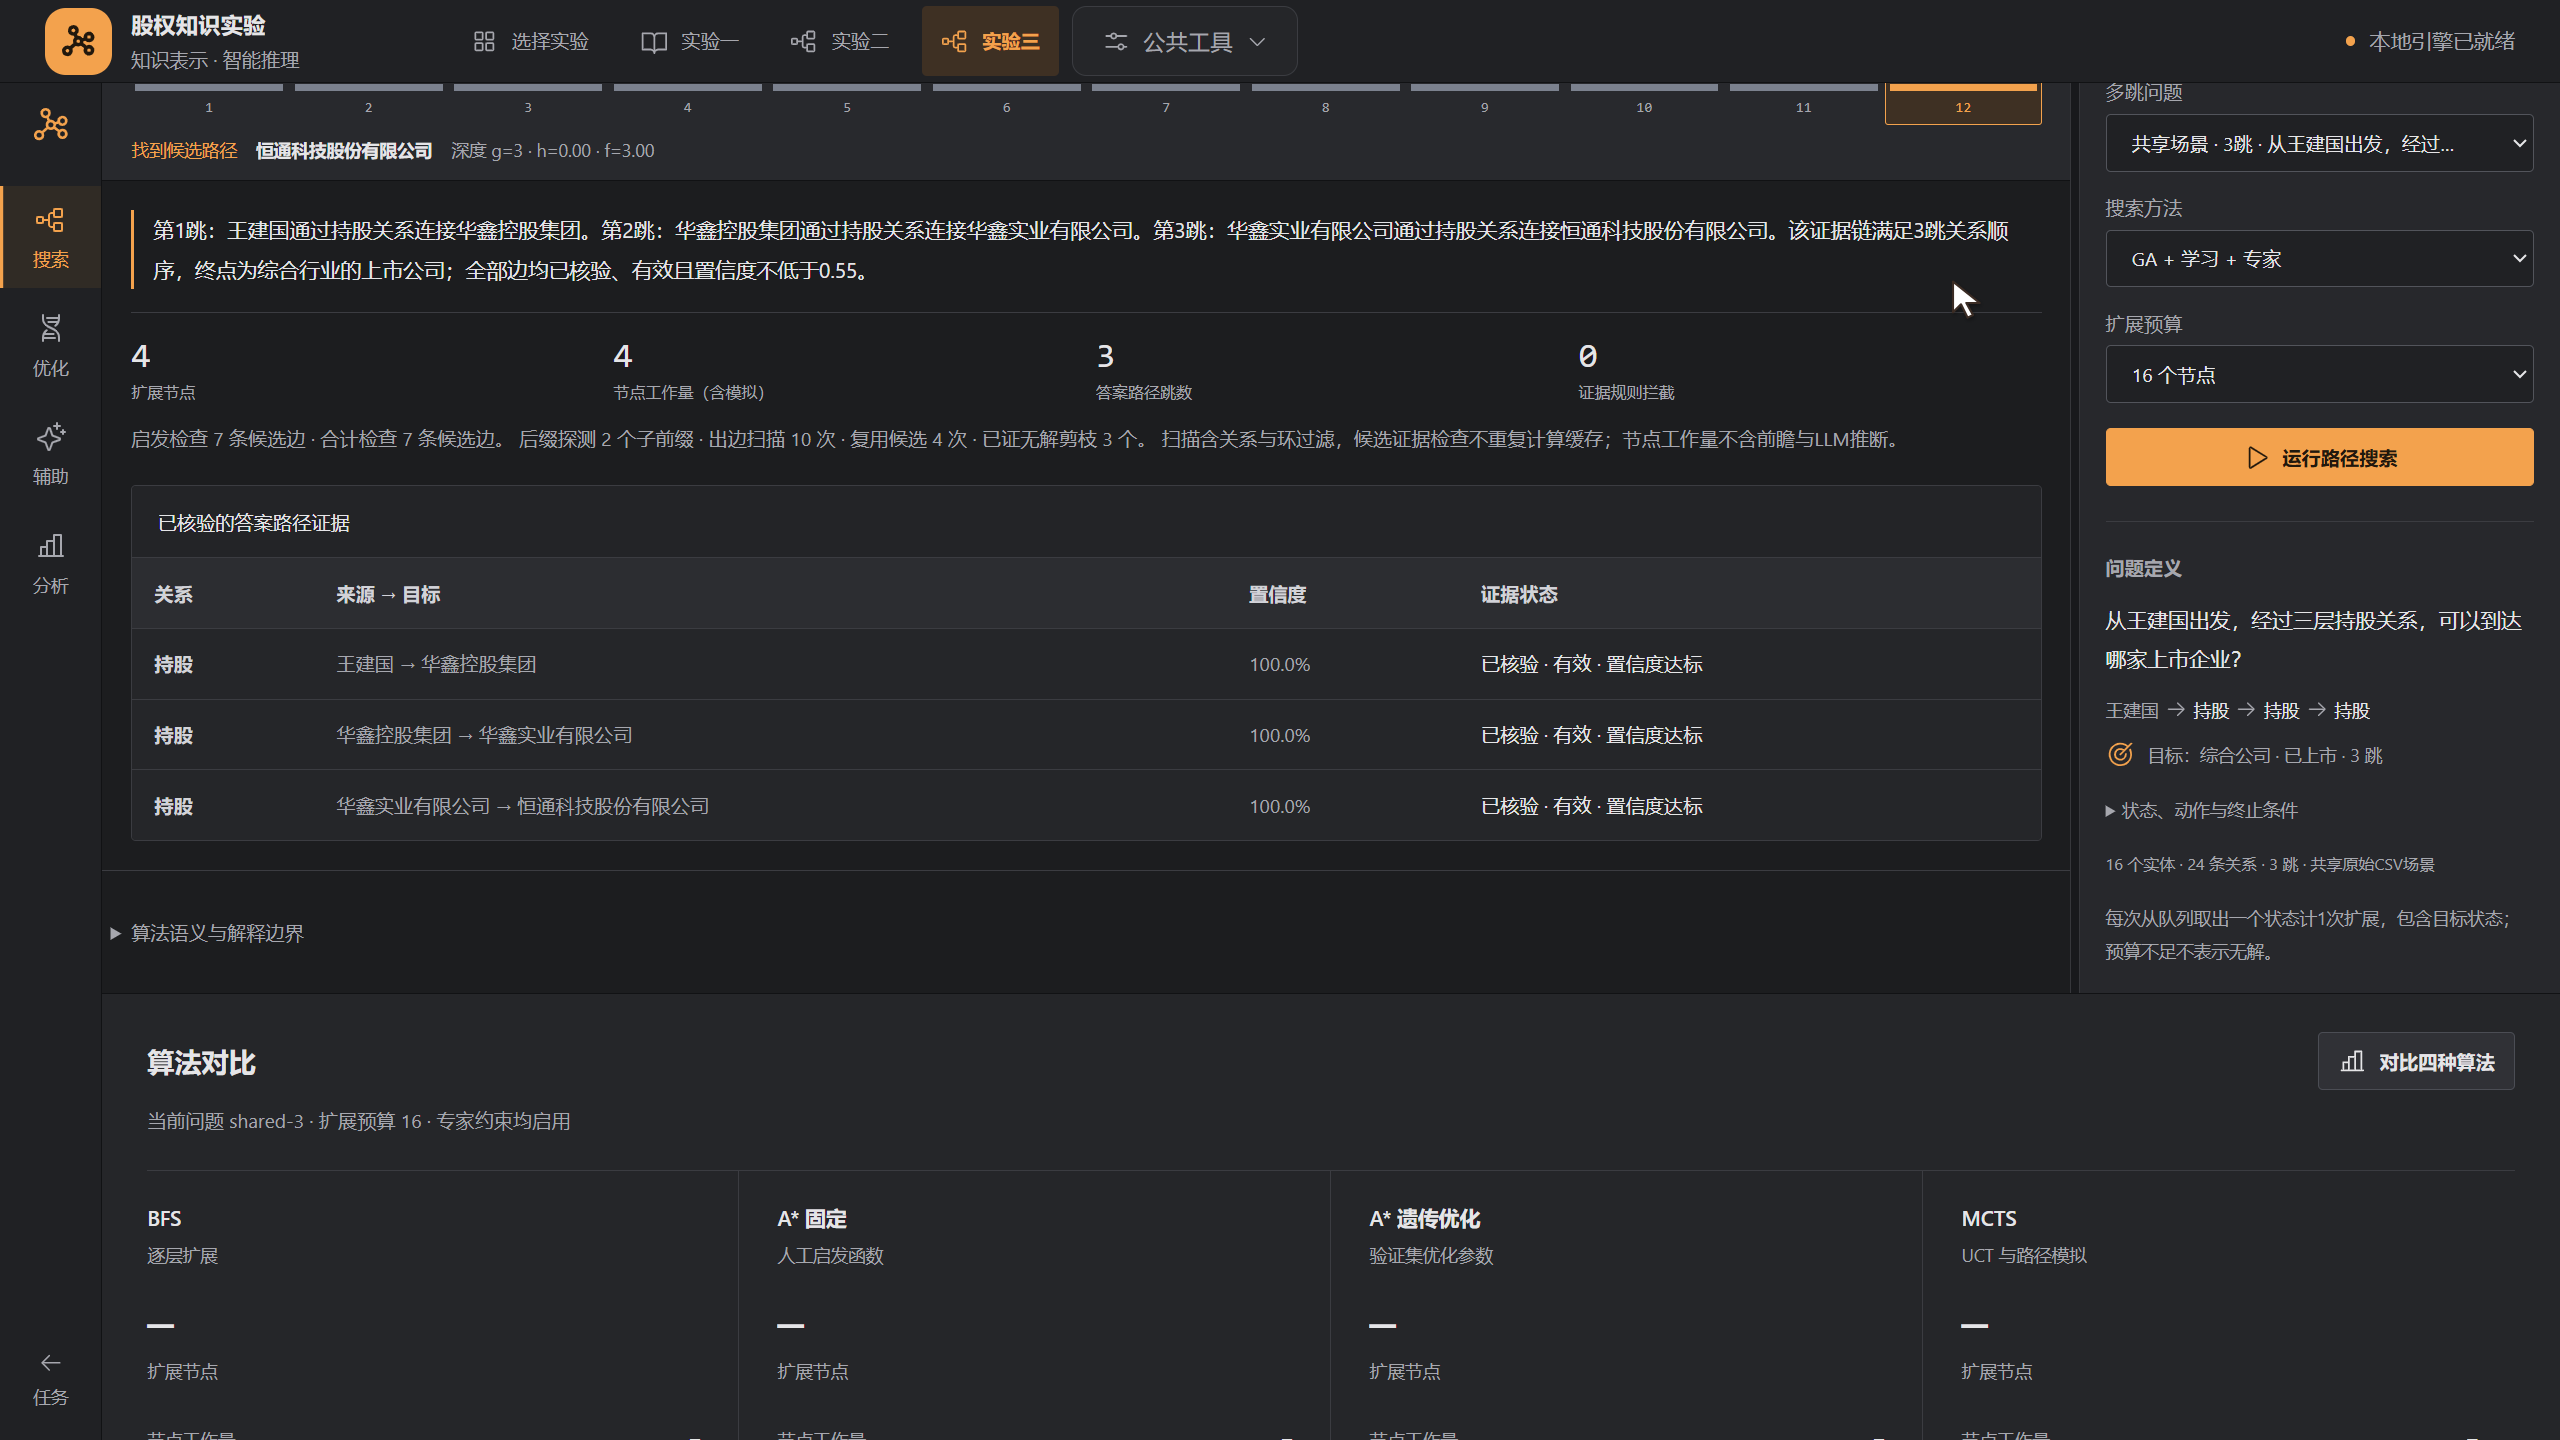 股权知识实验
知识表示 · 智能推理
选择实验
实验一
实验二
实验三
公共工具
本地引擎已就绪
搜索
优化
辅助
分析
任务
1 2 3 4 5 6 7 8 9 10 11 12
找到候选路径 恒通科技股份有限公司 深度 g=3 · h=0.00 · f=3.00
第1跳：王建国通过持股关系连接华鑫控股集团。第2跳：华鑫控股集团通过持股关系连接华鑫实业有限公司。第3跳：华鑫实业有限公司通过持股关系连接恒通科技股份有限公司。该证据链满足3跳关系顺
序，终点为综合行业的上市公司；全部边均已核验、有效且置信度不低于0.55。
4 4 3 0
扩展节点 节点工作量（含模拟） 答案路径跳数 证据规则拦截
启发检查 7 条候选边 · 合计检查 7 条候选边。 后缀探测 2 个子前缀 · 出边扫描 10 次 · 复用候选 4 次 · 已证无解剪枝 3 个。 扫描含关系与环过滤，候选证据检查不重复计算缓存；节点工作量不含前瞻与LLM推断。
已核验的答案路径证据
关系 来源 → 目标 置信度 证据状态
持股 王建国 → 华鑫控股集团 100.0% 已核验 · 有效 · 置信度达标
持股 华鑫控股集团 → 华鑫实业有限公司 100.0% 已核验 · 有效 · 置信度达标
持股 华鑫实业有限公司 → 恒通科技股份有限公司 100.0% 已核验 · 有效 · 置信度达标
▶ 算法语义与解释边界
多跳问题
共享场景 · 3跳 · 从王建国出发，经过...
搜索方法
GA + 学习 + 专家
扩展预算
16 个节点
运行路径搜索
问题定义
从王建国出发，经过三层持股关系，可以到达
哪家上市企业？
王建国 → 持股 → 持股 → 持股
目标：综合公司 · 已上市 · 3 跳
▶ 状态、动作与终止条件
16 个实体 · 24 条关系 · 3 跳 · 共享原始CSV场景
每次从队列取出一个状态计1次扩展，包含目标状态；
预算不足不表示无解。
算法对比
对比四种算法
当前问题 shared-3 · 扩展预算 16 · 专家约束均启用
BFS A* 固定 A* 遗传优化 MCTS
逐层扩展 人工启发函数 验证集优化参数 UCT 与路径模拟
— — — —
扩展节点 扩展节点 扩展节点 扩展节点
节点工作量 节点工作量 节点工作量 节点工作量